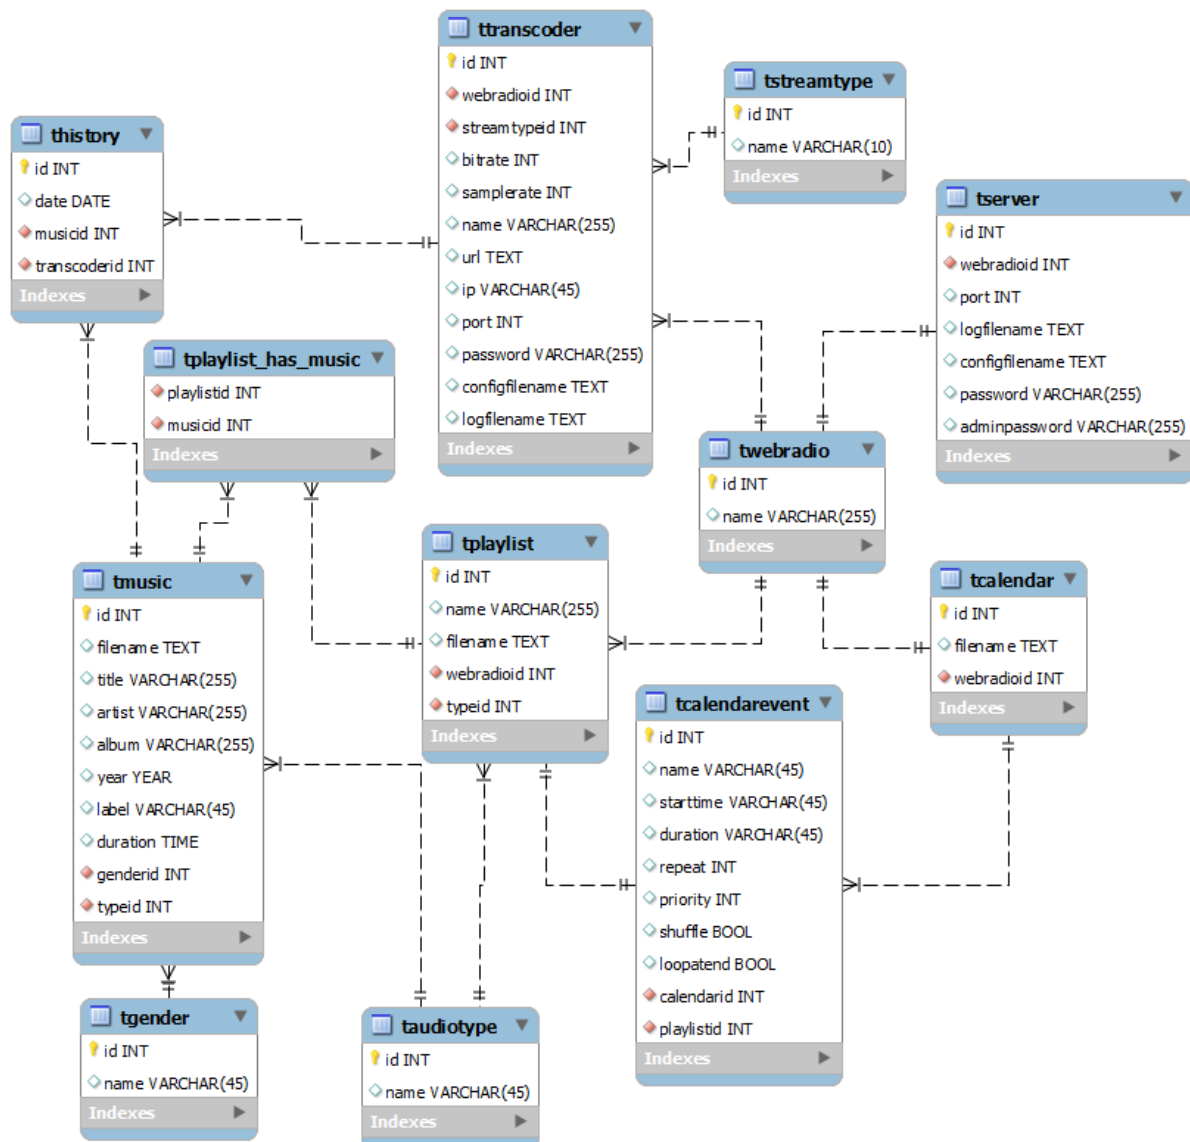 ttranscoder
id INT
webradioid INT
streamtypeid INT
bitrate INT
samplerate INT
name VARCHAR(255)
url TEXT
ip VARCHAR(45)
port INT
password VARCHAR(255)
configfilename TEXT
logfilename TEXT
Indexes
tstreamtype
id INT
name VARCHAR(10)
Indexes
thistory
id INT
date DATE
musicid INT
transcoderid INT
Indexes
tserver
id INT
webradioid INT
port INT
logfilename TEXT
configfilename TEXT
password VARCHAR(255)
adminpassword VARCHAR(255)
Indexes
tplaylist_has_music
playlistid INT
musicid INT
Indexes
twebradio
id INT
name VARCHAR(255)
Indexes
tplaylist
id INT
name VARCHAR(255)
filename TEXT
webradioid INT
typeid INT
Indexes
tmusic
id INT
filename TEXT
title VARCHAR(255)
artist VARCHAR(255)
album VARCHAR(255)
year YEAR
label VARCHAR(45)
duration TIME
genderid INT
typeid INT
Indexes
tcalendar
id INT
filename TEXT
webradioid INT
Indexes
tcalendarevent
id INT
name VARCHAR(45)
starttime VARCHAR(45)
duration VARCHAR(45)
repeat INT
priority INT
shuffle BOOL
loopatend BOOL
calendarid INT
playlistid INT
Indexes
tgender
id INT
name VARCHAR(45)
Indexes
taudiotype
id INT
name VARCHAR(45)
Indexes